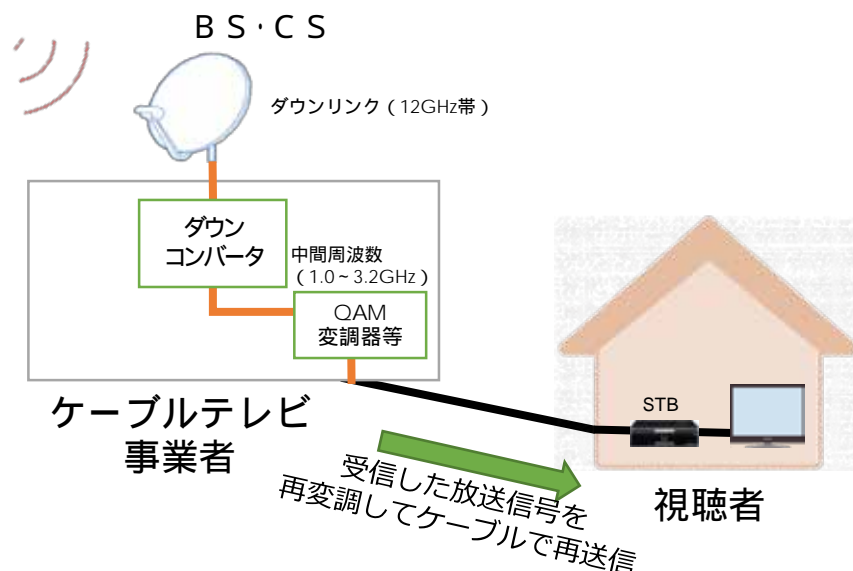 ＢＳ・ＣＳ
ダウンリンク（12GHz帯）
ダウン
コンバータ
中間周波数
（1.0～3.2GHz）
QAM
変調器等
ケーブルテレビ
事業者
STB
受信した放送信号を
再変調してケーブルで再送信
視聴者